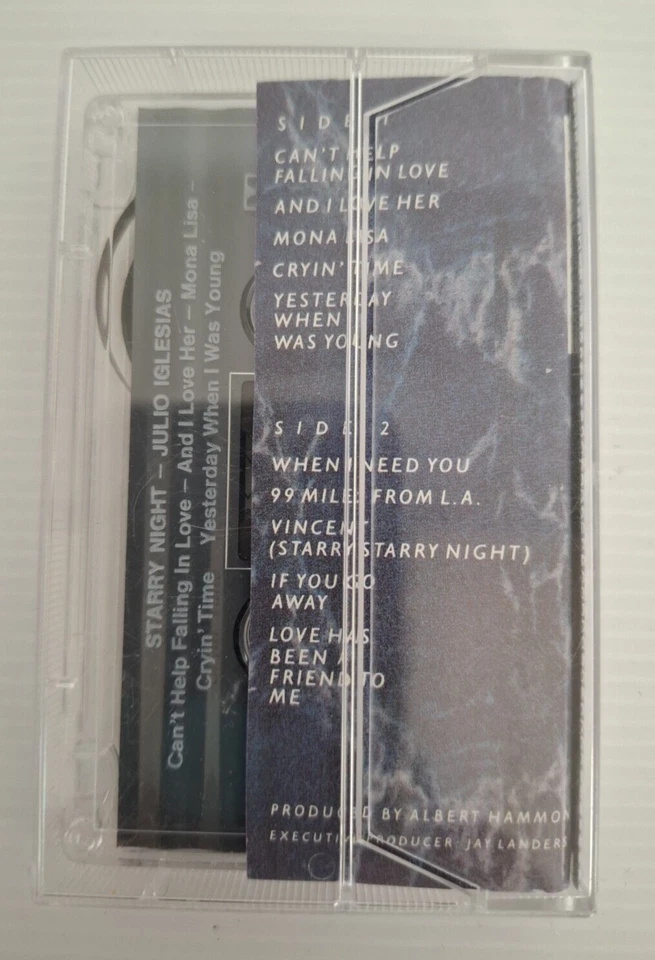 STARRY NIGHT – JULIO IGLESIAS
Can't Help Falling In Love – And I Love Her – Mona Lisa –
Cryin' Time Yesterday When I Was Young
SIDE 1
CAN'T HELP
FALLING IN LOVE
AND I LOVE HER
MONA LISA
CRYIN' TIME
YESTERDAY
WHEN I
WAS YOUNG
SIDE 2
WHEN I NEED YOU
99 MILES FROM L.A.
VINCENT
(STARRY STARRY NIGHT)
IF YOU GO
AWAY
LOVE HAS
BEEN A
FRIEND TO
ME
PRODUCED BY ALBERT HAMMON
EXECUTIVE PRODUCER: JAY LANDERS